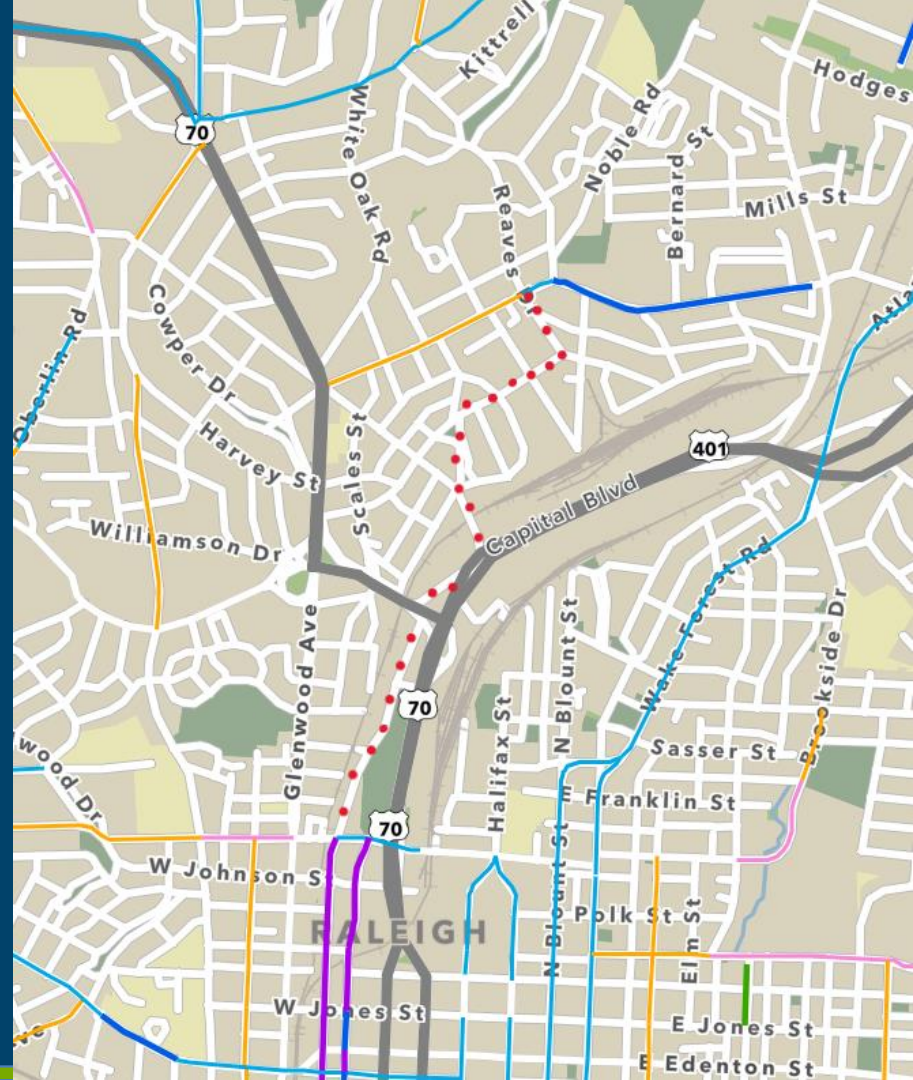 Kittrell
Hodges
70
White Oak Rd
Noble Rd
Bernard St
Mills St
Reaves
Cowper Dr
Oberlin Rd
Harvey St
Scales St
401
Capital Blvd
Williamson Dr
Wake Forest Rd
Brookside Dr
Glenwood Ave
N Blount St
70
Halifax St
Sasser St
wood Dr
E Franklin St
70
W Johnson S
N Blount St
Polk St
Elm St
RALEIGH
W Jones St
E Jones St
E Edenton St